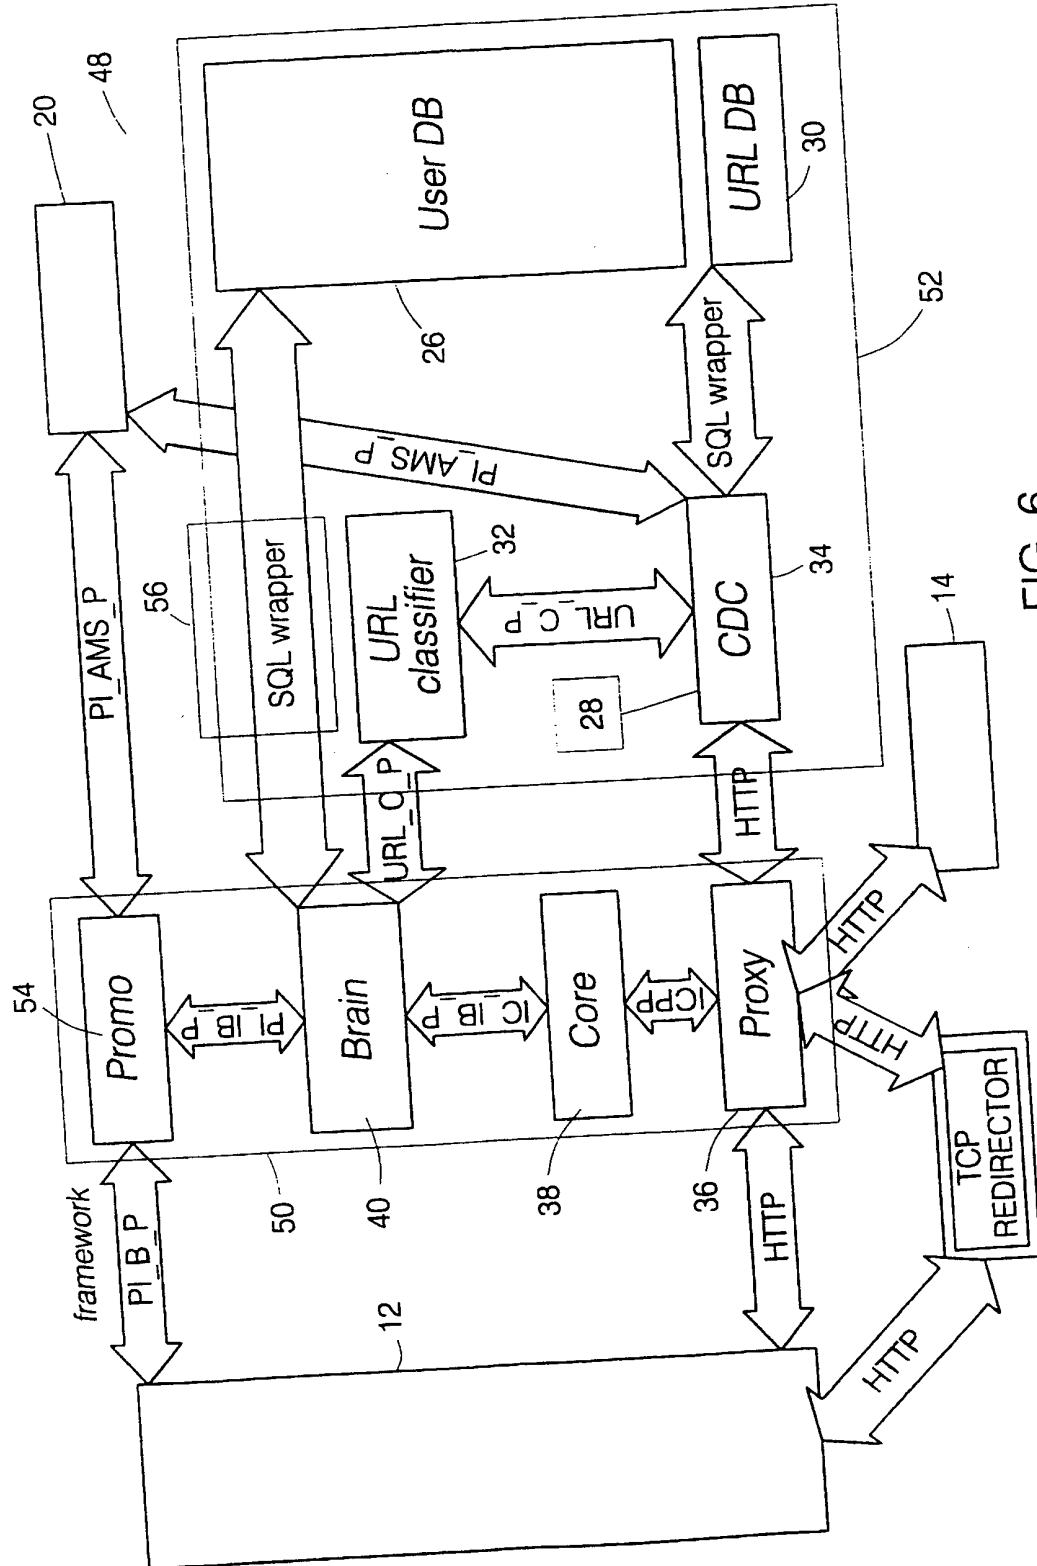 48
20
PI_AMS_P
56
SQL wrapper
User DB
26
PI_AMS_P
URL
classifier
32
URL_C_P
URL_C_P
28
CDC
34
SQL wrapper
URL DB
30
52
54
Promo
PI_IB_P
Brain
IC_IB_P
Core
ICPP
Proxy
HTTP
framework
PI_B_P
50
40
38
36
HTTP
12
HTTP
TCP
REDIRECTOR
HTTP
HTTP
14